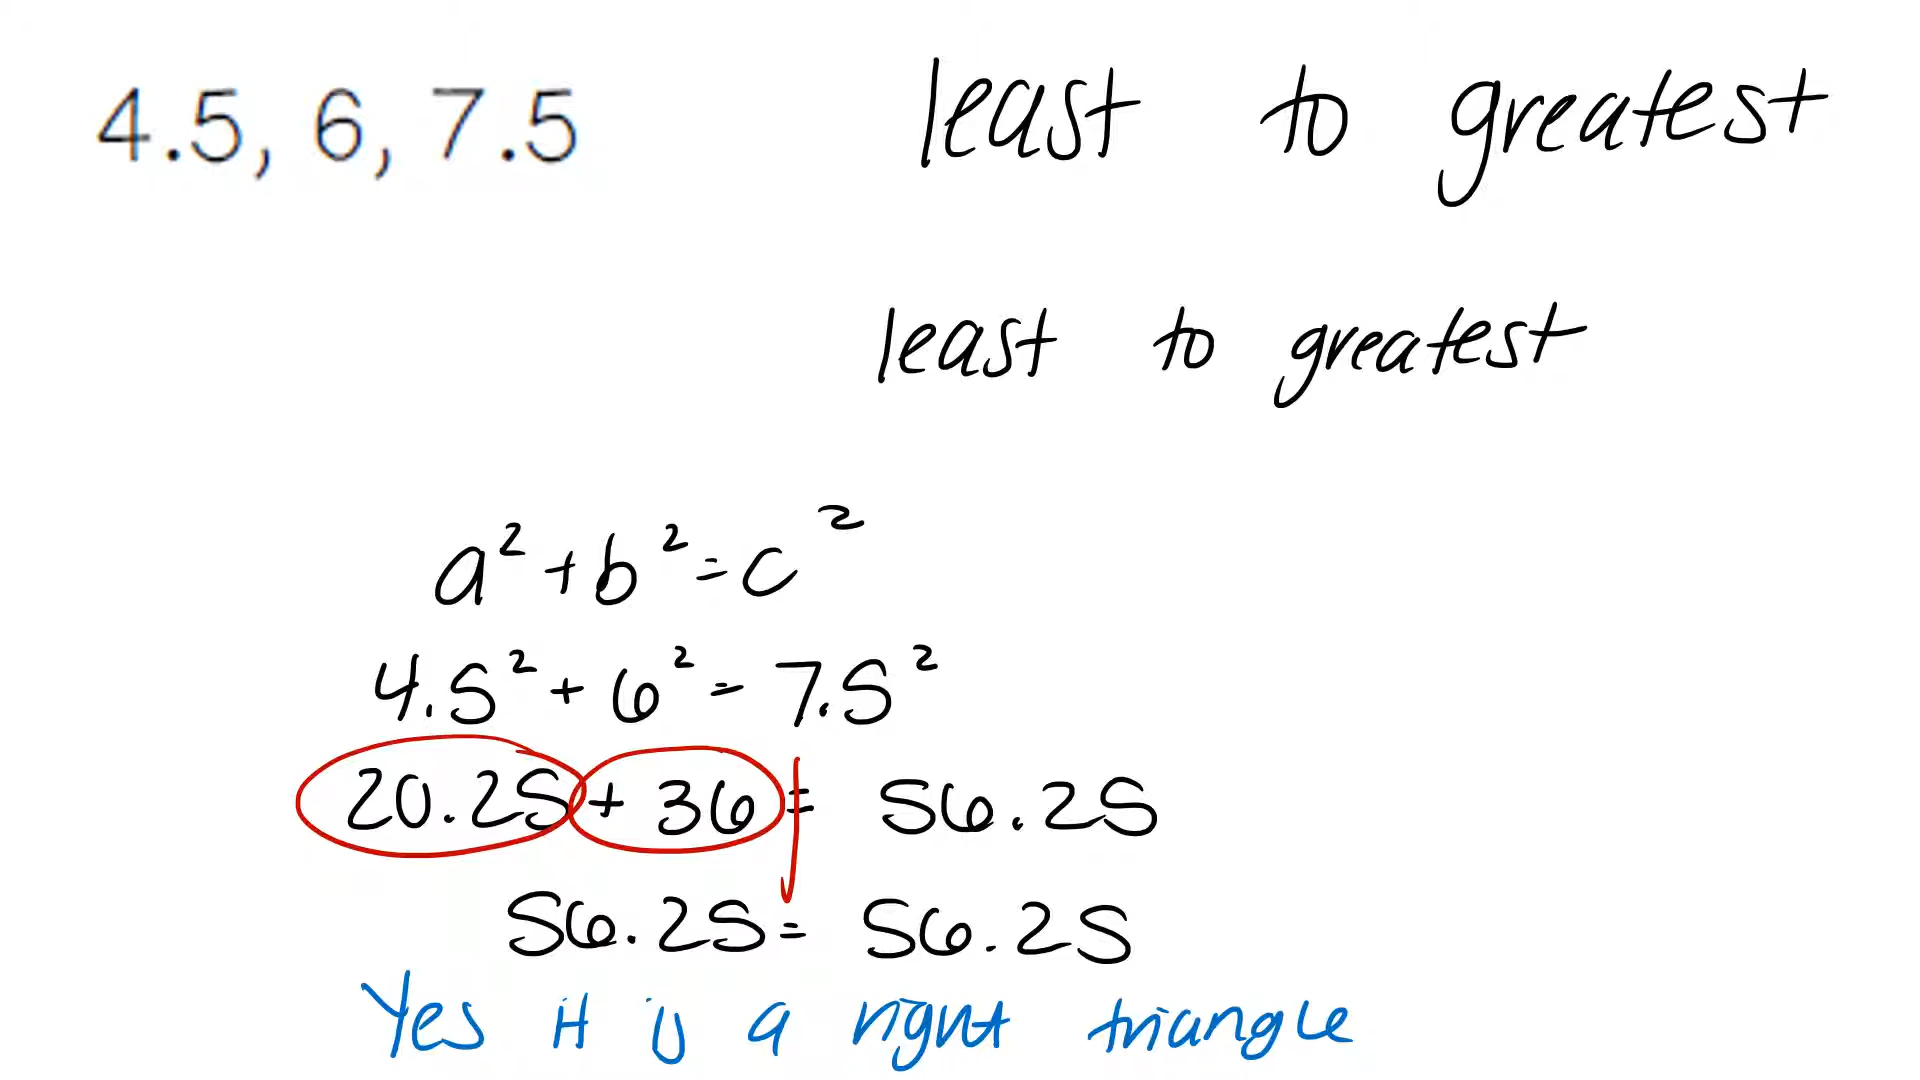 4.5, 6, 7.5
least to greatest
least to greatest
a² + b² = c²
4.5² + 6² = 7.5²
20.25 + 36 = 56.25
56.25 = 56.25
Yes it is a right triangle